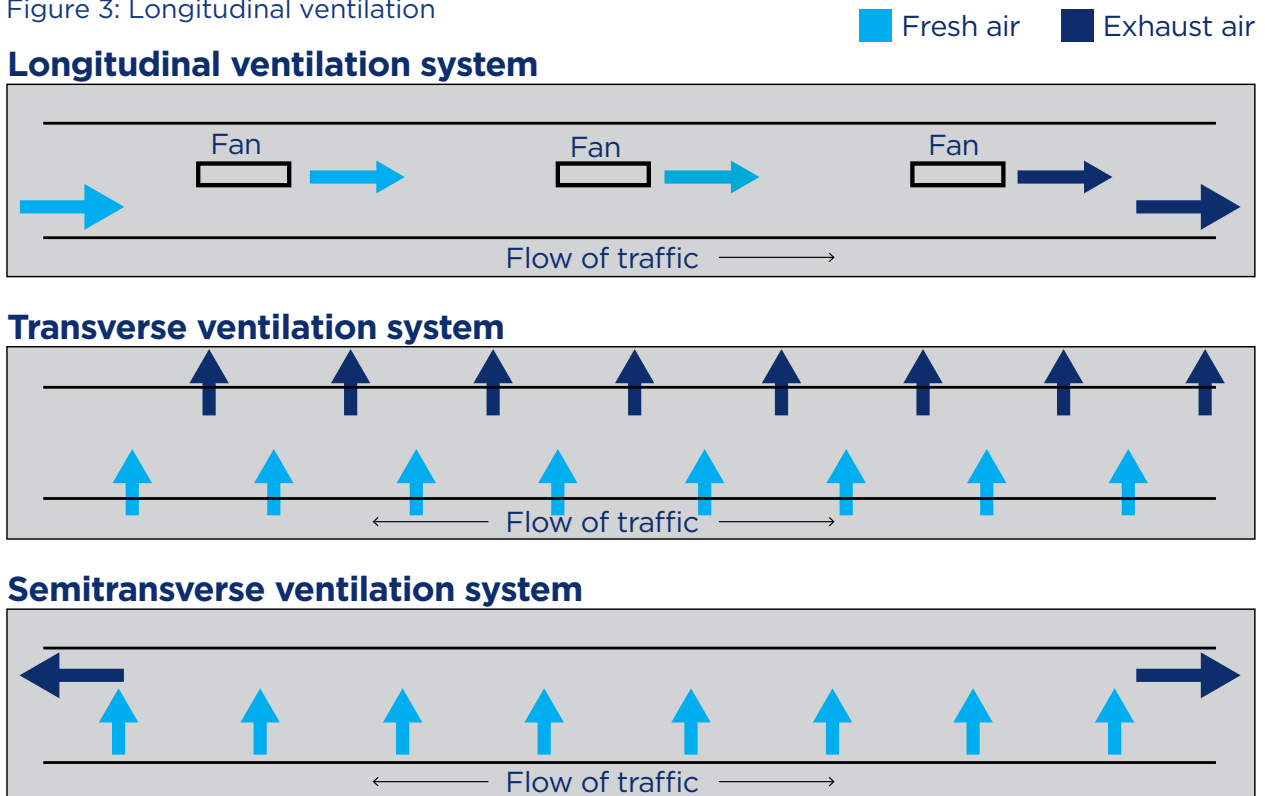 Figure 3: Longitudinal ventilation
Fresh air
Exhaust air
Longitudinal ventilation system
Fan
Fan
Fan
Flow of traffic
Transverse ventilation system
Flow of traffic
Semitransverse ventilation system
Flow of traffic